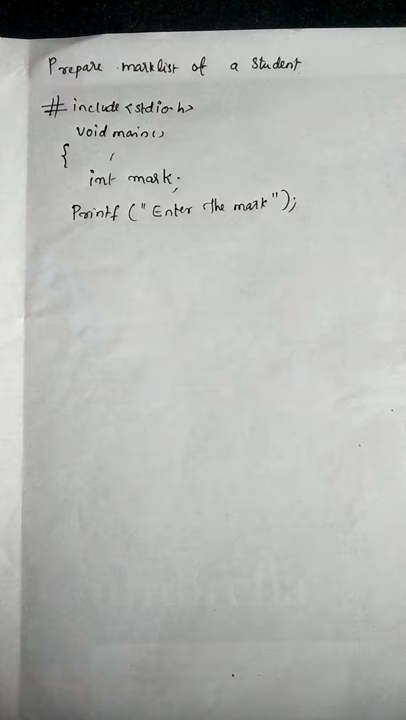 Prepare marklist of a student
# include <stdio.h>
void main()
{
int mark;
Printf ("Enter the mark");